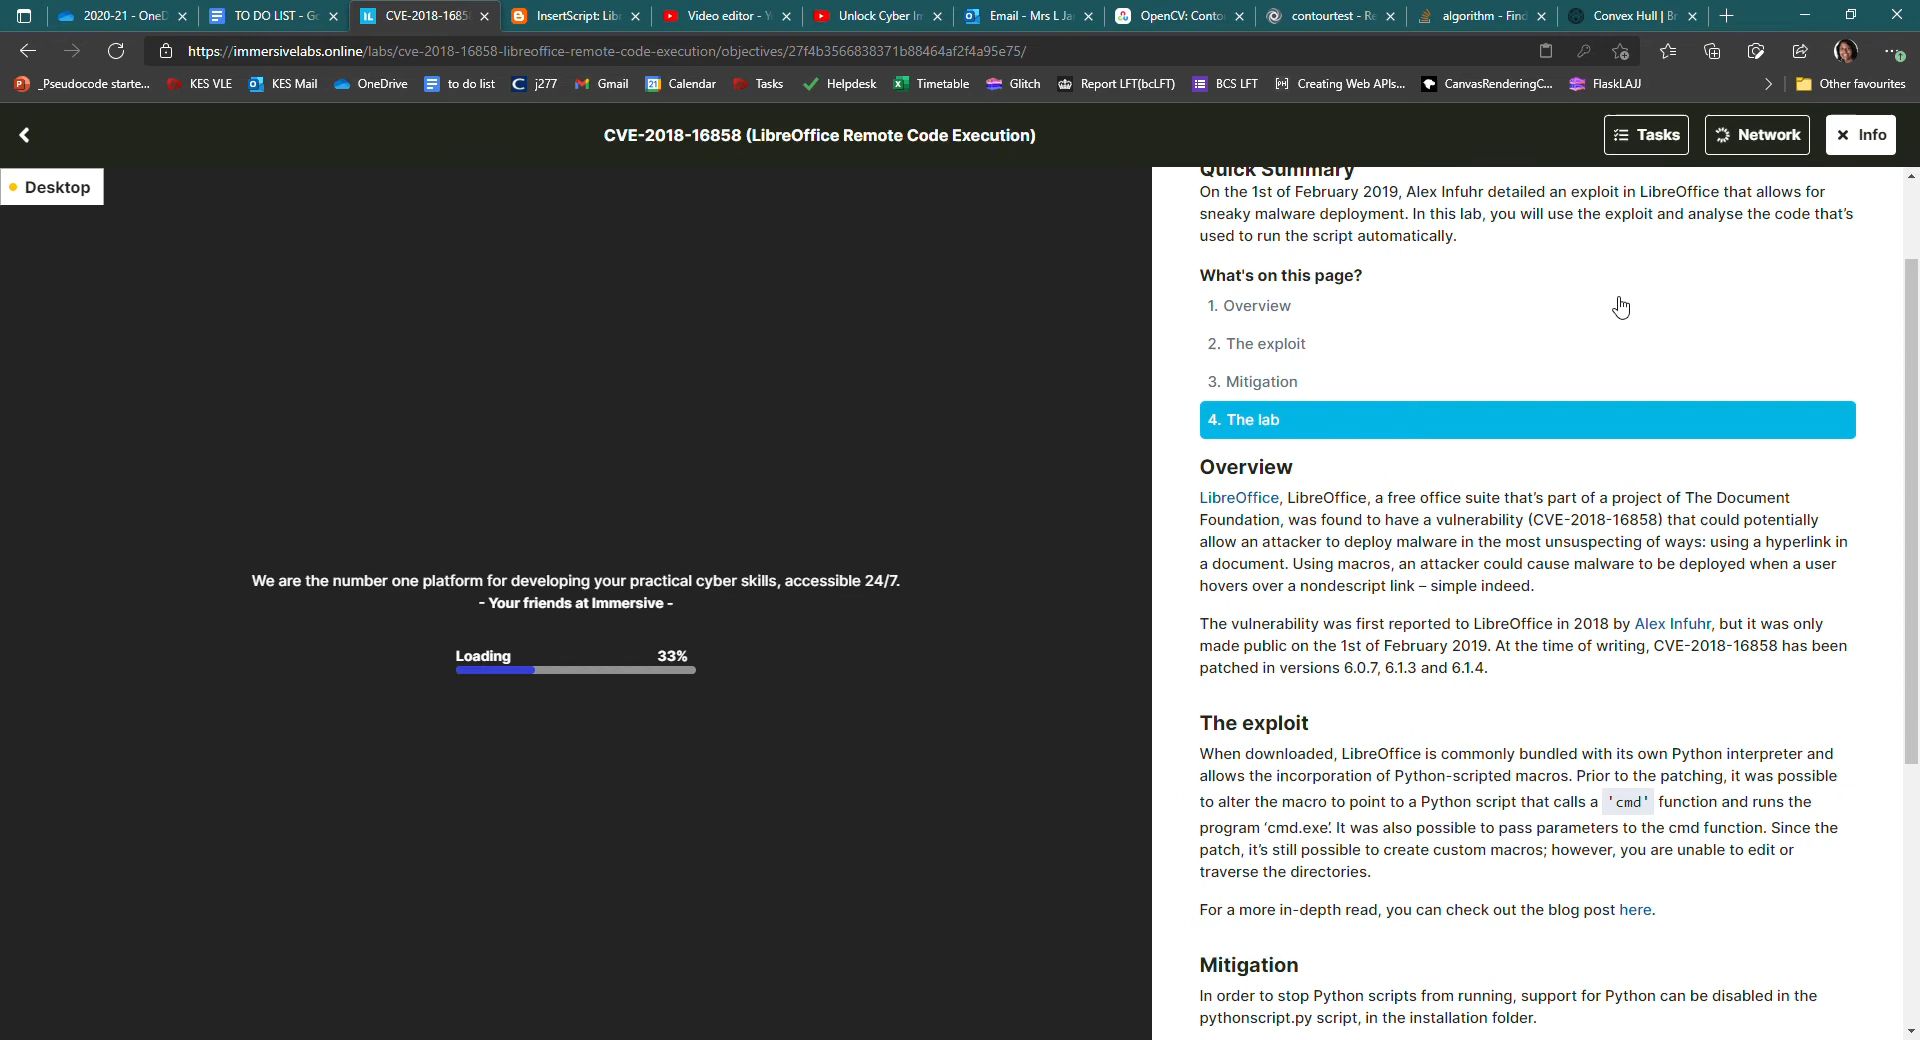 2020-21 - OneD
TO DO LIST - G
CVE-2018-1685
InsertScript: Lib
Video editor - Y
Unlock Cyber Im
Email - Mrs L Ja
OpenCV: Conto
contourtest - Re
algorithm - Find
Convex Hull | Br
https://immersivelabs.online/labs/cve-2018-16858-libreoffice-remote-code-execution/objectives/27f4b3566838371b88464af2f4a95e75/
_Pseudocode starte...
KES VLE
KES Mail
OneDrive
to do list
j277
Gmail
Calendar
Tasks
Helpdesk
Timetable
Glitch
Report LFT(bcLFT)
BCS LFT
Creating Web APIs...
CanvasRenderingC...
FlaskLAJJ
Other favourites
CVE-2018-16858 (LibreOffice Remote Code Execution)
Tasks
Network
Info
Desktop
We are the number one platform for developing your practical cyber skills, accessible 24/7.
- Your friends at Immersive -
Loading 33%
Quick Summary
On the 1st of February 2019, Alex Infuhr detailed an exploit in LibreOffice that allows for
sneaky malware deployment. In this lab, you will use the exploit and analyse the code that's
used to run the script automatically.
What's on this page?
1. Overview
2. The exploit
3. Mitigation
4. The lab
Overview
LibreOffice, LibreOffice, a free office suite that's part of a project of The Document
Foundation, was found to have a vulnerability (CVE-2018-16858) that could potentially
allow an attacker to deploy malware in the most unsuspecting of ways: using a hyperlink in
a document. Using macros, an attacker could cause malware to be deployed when a user
hovers over a nondescript link – simple indeed.
The vulnerability was first reported to LibreOffice in 2018 by Alex Infuhr, but it was only
made public on the 1st of February 2019. At the time of writing, CVE-2018-16858 has been
patched in versions 6.0.7, 6.1.3 and 6.1.4.
The exploit
When downloaded, LibreOffice is commonly bundled with its own Python interpreter and
allows the incorporation of Python-scripted macros. Prior to the patching, it was possible
to alter the macro to point to a Python script that calls a 'cmd' function and runs the
program ‘cmd.exe’. It was also possible to pass parameters to the cmd function. Since the
patch, it's still possible to create custom macros; however, you are unable to edit or
traverse the directories.
For a more in-depth read, you can check out the blog post here.
Mitigation
In order to stop Python scripts from running, support for Python can be disabled in the
pythonscript.py script, in the installation folder.